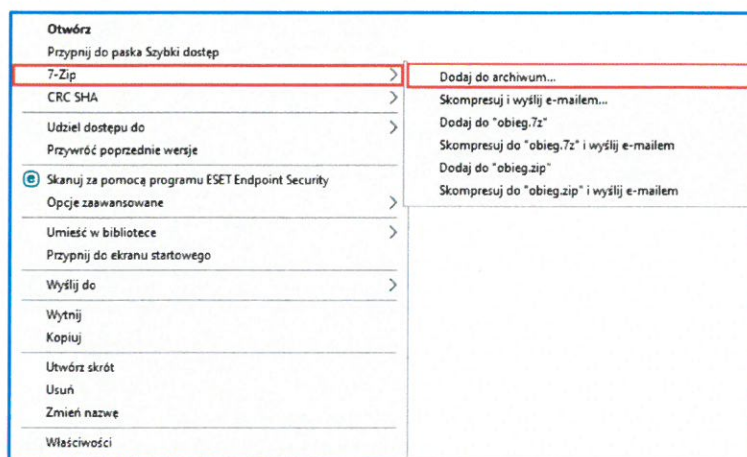 Otwórz
Przypnij do paska Szybki dostęp
7-Zip
CRC SHA
Udziel dostępu do
Przywróć poprzednie wersje
Skanuj za pomocą programu ESET Endpoint Security
Opcje zaawansowane
Umieść w bibliotece
Przypnij do ekranu startowego
Wyślij do
Wytnij
Kopiuj
Utwórz skrót
Usuń
Zmień nazwę
Właściwości
Dodaj do archiwum...
Skompresuj i wyślij e-mailem...
Dodaj do "obieg.7z"
Skompresuj do "obieg.7z" i wyślij e-mailem
Dodaj do "obieg.zip"
Skompresuj do "obieg.zip" i wyślij e-mailem